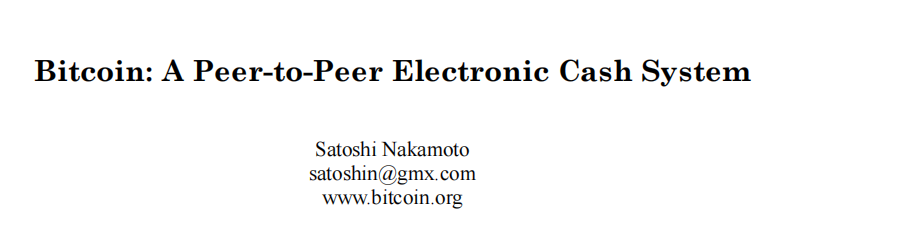 Bitcoin: A Peer-to-Peer Electronic Cash System
Satoshi Nakamoto
satoshin@gmx.com
www.bitcoin.org